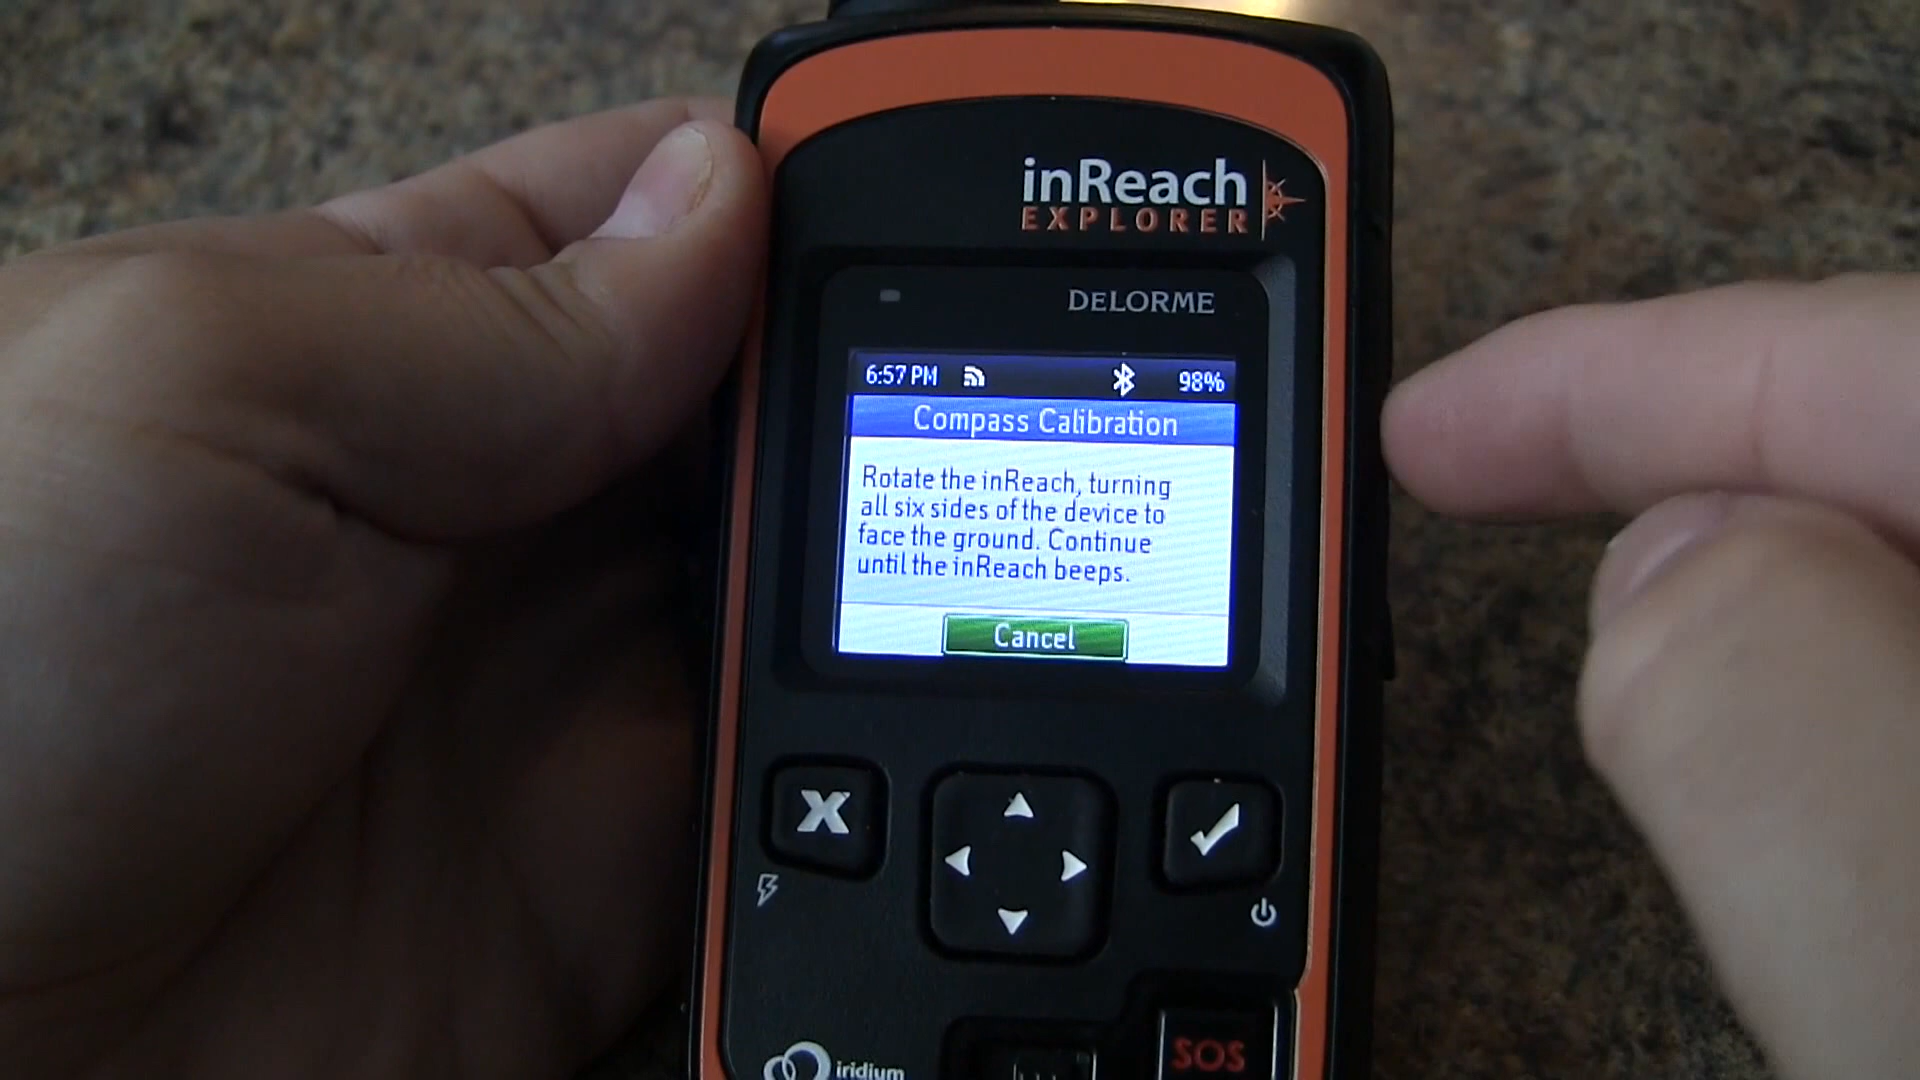 inReach
EXPLORER
DELORME
6:57 PM 98%
Compass Calibration
Rotate the inReach, turning
all six sides of the device to
face the ground. Continue
until the inReach beeps.
Cancel
iridium
SOS